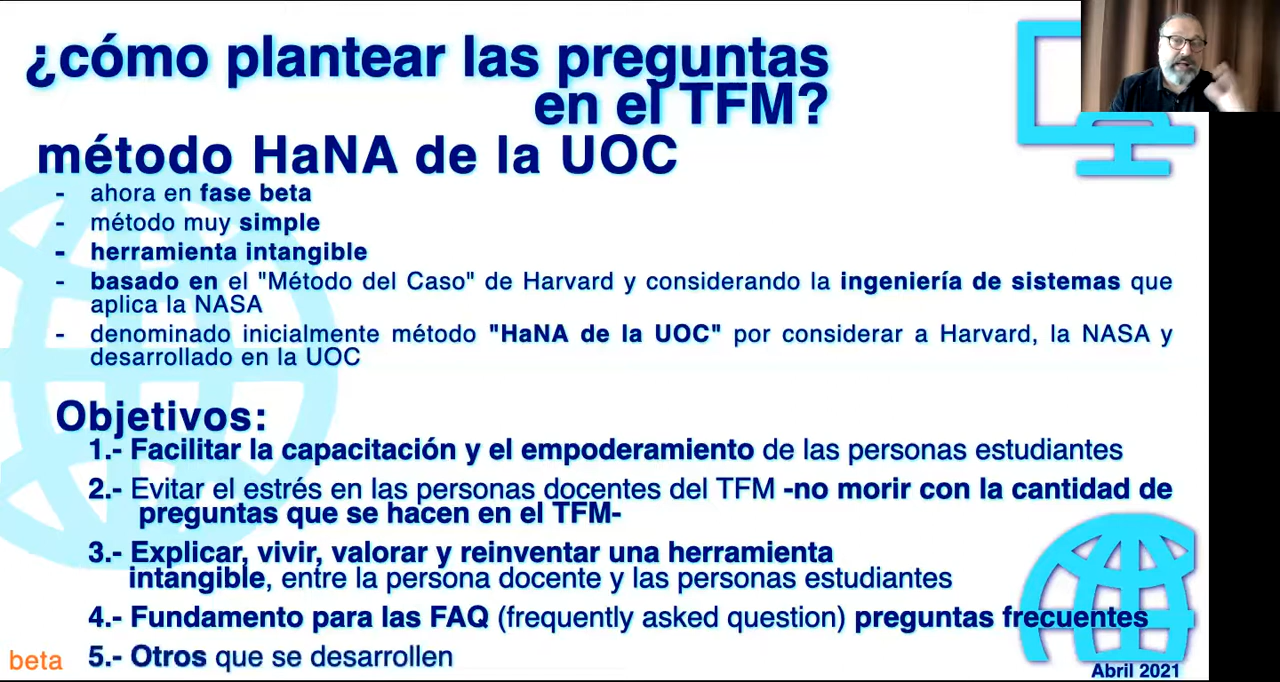 ¿cómo plantear las preguntas
en el TFM?
método HaNA de la UOC
- ahora en fase beta
- método muy simple
- herramienta intangible
- basado en el "Método del Caso" de Harvard y considerando la ingeniería de sistemas que
aplica la NASA
- denominado inicialmente método "HaNA de la UOC" por considerar a Harvard, la NASA y
desarrollado en la UOC
Objetivos:
1.- Facilitar la capacitación y el empoderamiento de las personas estudiantes
2.- Evitar el estrés en las personas docentes del TFM -no morir con la cantidad de
preguntas que se hacen en el TFM-
3.- Explicar, vivir, valorar y reinventar una herramienta
intangible, entre la persona docente y las personas estudiantes
4.- Fundamento para las FAQ (frequently asked question) preguntas frecuentes
5.- Otros que se desarrollen
beta
Abril 2021